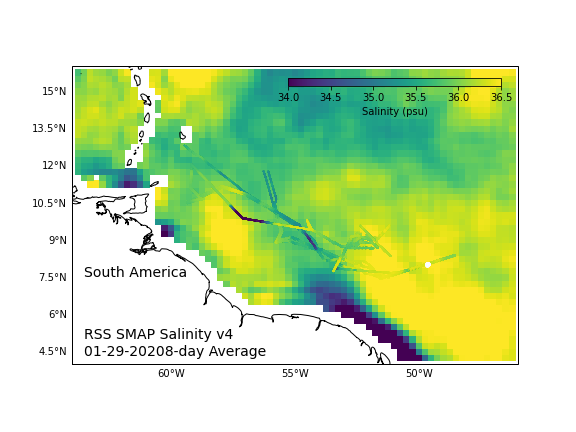 15°N
13.5°N
12°N
10.5°N
9°N
7.5°N
6°N
4.5°N
34.0 34.5 35.0 35.5 36.0 36.5
Salinity (psu)
South America
RSS SMAP Salinity v4
01-29-20208-day Average
60°W 55°W 50°W